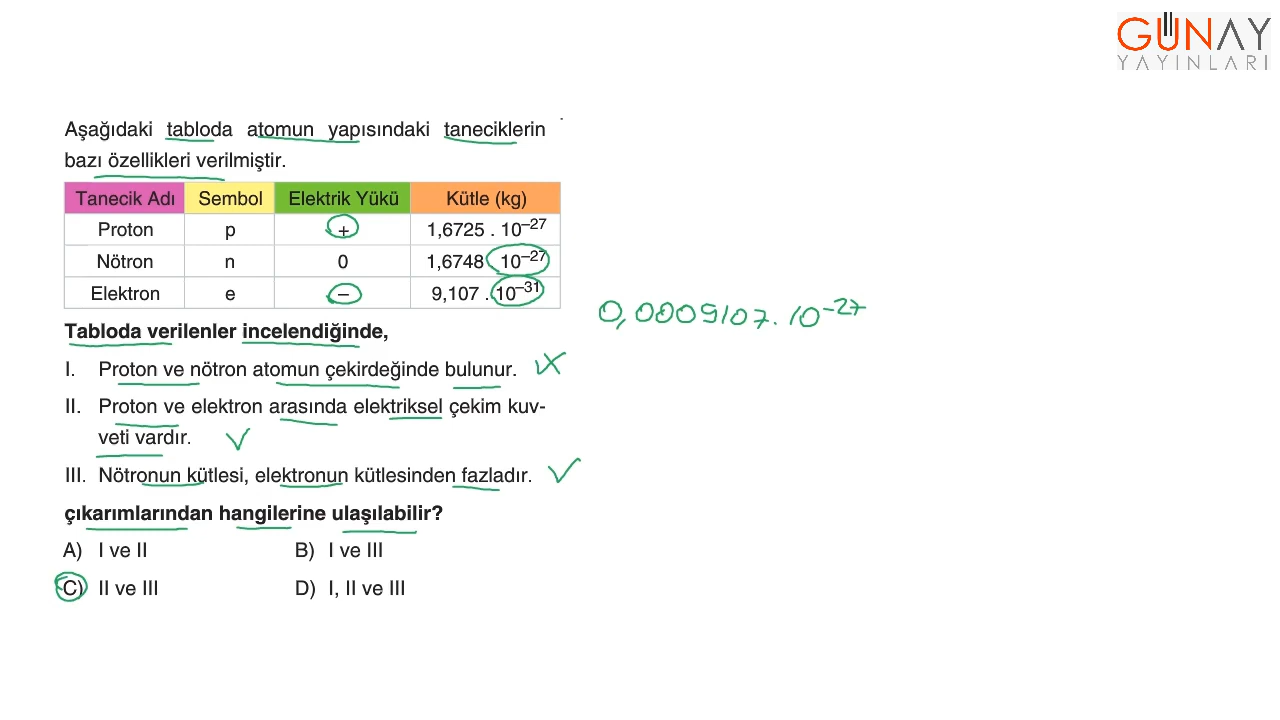 GÜNAY
YAYINLARI
Aşağıdaki tabloda atomun yapısındaki taneciklerin
bazı özellikleri verilmiştir.
Tanecik Adı Sembol Elektrik Yükü Kütle (kg)
Proton p + 1,6725 . 10⁻²⁷
Nötron n 0 1,6748 10⁻²⁷
Elektron e – 9,107 . 10⁻³¹
0,0009107. 10⁻²⁷
Tabloda verilenler incelendiğinde,
I. Proton ve nötron atomun çekirdeğinde bulunur.
II. Proton ve elektron arasında elektriksel çekim kuv-
veti vardır.
III. Nötronun kütlesi, elektronun kütlesinden fazladır.
çıkarımlarından hangilerine ulaşılabilir?
A) I ve II B) I ve III
C) II ve III D) I, II ve III